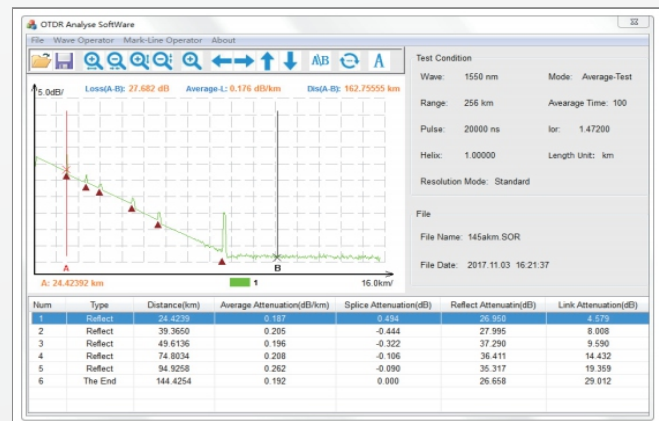 OTDR Analyse SoftWare
File Wave Operator Mark-Line Operator About
A\B A
5.0dB/ Loss(A-B): 27.682 dB Average-L: 0.176 dB/km Dis(A-B): 162.75555 km
A B
A: 24.42392 km 1 16.0km/
Test Condition
Wave: 1550 nm Mode: Average-Test
Range: 256 km Avearage Time: 100
Pulse: 20000 ns Ior: 1.47200
Helix: 1.00000 Length Unit: km
Resolution Mode: Standard
File
File Name: 145akm.SOR
File Date: 2017.11.03 16:21:37
Num Type Distance(km) Average Attenuation(dB/km) Splice Attenuation(dB) Reflect Attenuatin(dB) Link Attenuation(dB)
1 Reflect 24.4239 0.187 0.494 26.950 4.579
2 Reflect 39.3650 0.205 -0.444 27.995 8.008
3 Reflect 49.6136 0.196 -0.322 37.290 9.590
4 Reflect 74.8034 0.208 -0.106 36.411 14.432
5 Reflect 94.9258 0.262 -0.090 35.317 19.359
6 The End 144.4254 0.192 0.000 26.658 29.012